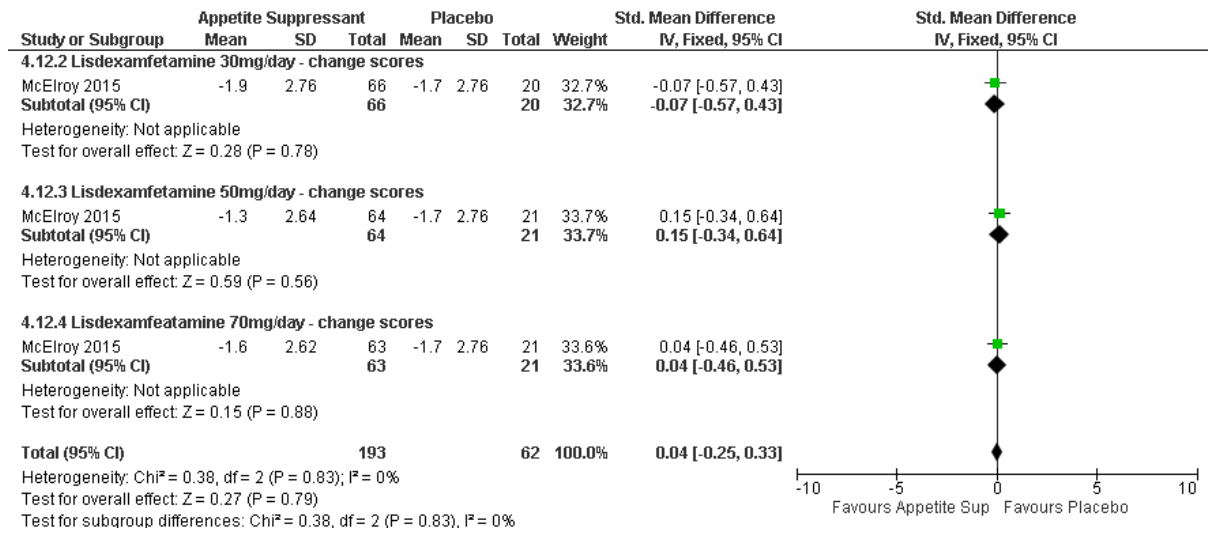 Appetite Suppressant Placebo Std. Mean Difference Std. Mean Difference
Study or Subgroup Mean SD Total Mean SD Total Weight IV, Fixed, 95% CI IV, Fixed, 95% CI
4.12.2 Lisdexamfetamine 30mg/day - change scores
McElroy 2015 -1.9 2.76 66 -1.7 2.76 20 32.7% -0.07 [-0.57, 0.43]
Subtotal (95% CI) 66 20 32.7% -0.07 [-0.57, 0.43]
Heterogeneity: Not applicable
Test for overall effect: Z = 0.28 (P = 0.78)
4.12.3 Lisdexamfetamine 50mg/day - change scores
McElroy 2015 -1.3 2.64 64 -1.7 2.76 21 33.7% 0.15 [-0.34, 0.64]
Subtotal (95% CI) 64 21 33.7% 0.15 [-0.34, 0.64]
Heterogeneity: Not applicable
Test for overall effect: Z = 0.59 (P = 0.56)
4.12.4 Lisdexamfeatamine 70mg/day - change scores
McElroy 2015 -1.6 2.62 63 -1.7 2.76 21 33.6% 0.04 [-0.46, 0.53]
Subtotal (95% CI) 63 21 33.6% 0.04 [-0.46, 0.53]
Heterogeneity: Not applicable
Test for overall effect: Z = 0.15 (P = 0.88)
Total (95% CI) 193 62 100.0% 0.04 [-0.25, 0.33]
Heterogeneity: Chi² = 0.38, df = 2 (P = 0.83); I² = 0%
Test for overall effect: Z = 0.27 (P = 0.79)
Test for subgroup differences: Chi² = 0.38, df = 2 (P = 0.83), I² = 0%
-10 -5 0 5 10
Favours Appetite Sup Favours Placebo